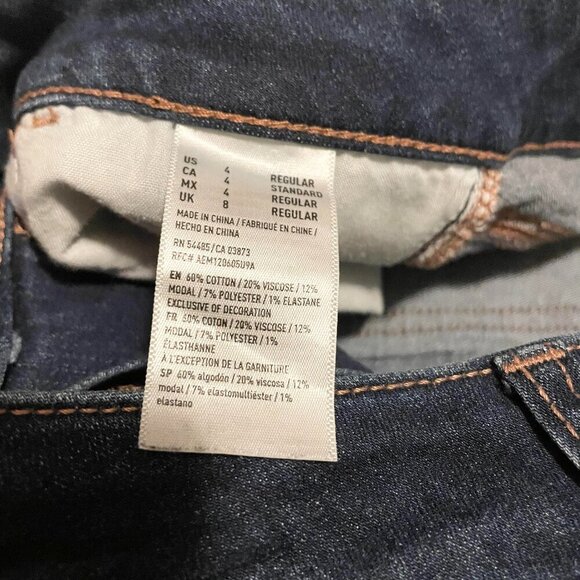 US 4 REGULAR
CA 4 STANDARD
MX 4 REGULAR
UK 8 REGULAR
MADE IN CHINA / FABRIQUÉ EN CHINE /
HECHO EN CHINA
RN 54485/CA 03873
RFC# AEM120605U9A
EN 60% COTTON / 20% VISCOSE / 12%
MODAL / 7% POLYESTER / 1% ELASTANE
EXCLUSIVE OF DECORATION
FR 60% COTON / 20% VISCOSE / 12%
MODAL / 7% POLYESTER / 1%
ÉLASTHANNE
À L'EXCEPTION DE LA GARNITURE
SP 60% algodón / 20% viscosa / 12%
modal / 7% elastomultiéster / 1%
elastano